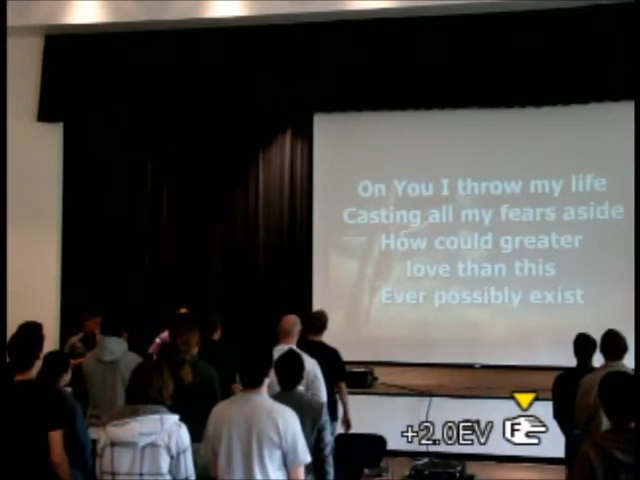 On You I throw my life
Casting all my fears aside
How could greater
love than this
Ever possibly exist
+2.0EV F